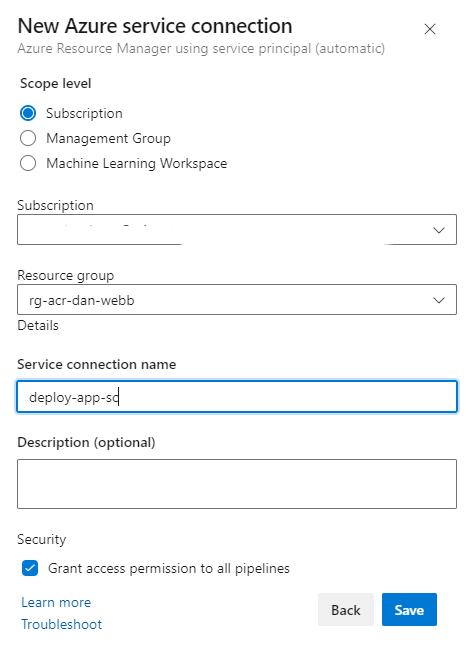 New Azure service connection
Azure Resource Manager using service principal (automatic)
Scope level
Subscription
Management Group
Machine Learning Workspace
Subscription
Resource group
rg-acr-dan-webb
Details
Service connection name
deploy-app-sc
Description (optional)
Security
Grant access permission to all pipelines
Learn more
Troubleshoot
Back
Save